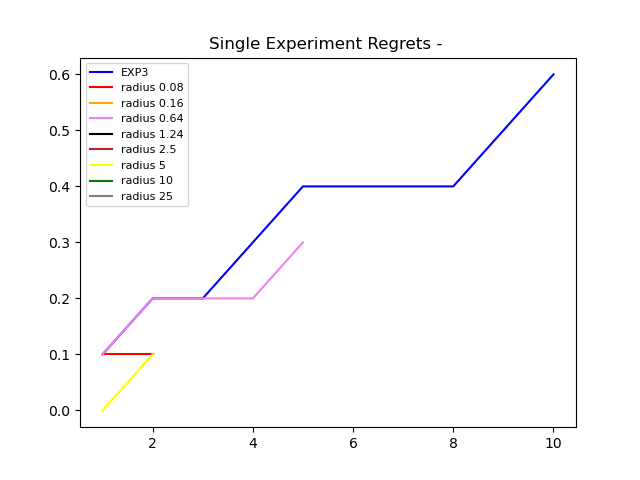 Single Experiment Regrets -
EXP3
radius 0.08
radius 0.16
radius 0.64
radius 1.24
radius 2.5
radius 5
radius 10
radius 25
0.6
0.5
0.4
0.3
0.2
0.1
0.0
2 4 6 8 10